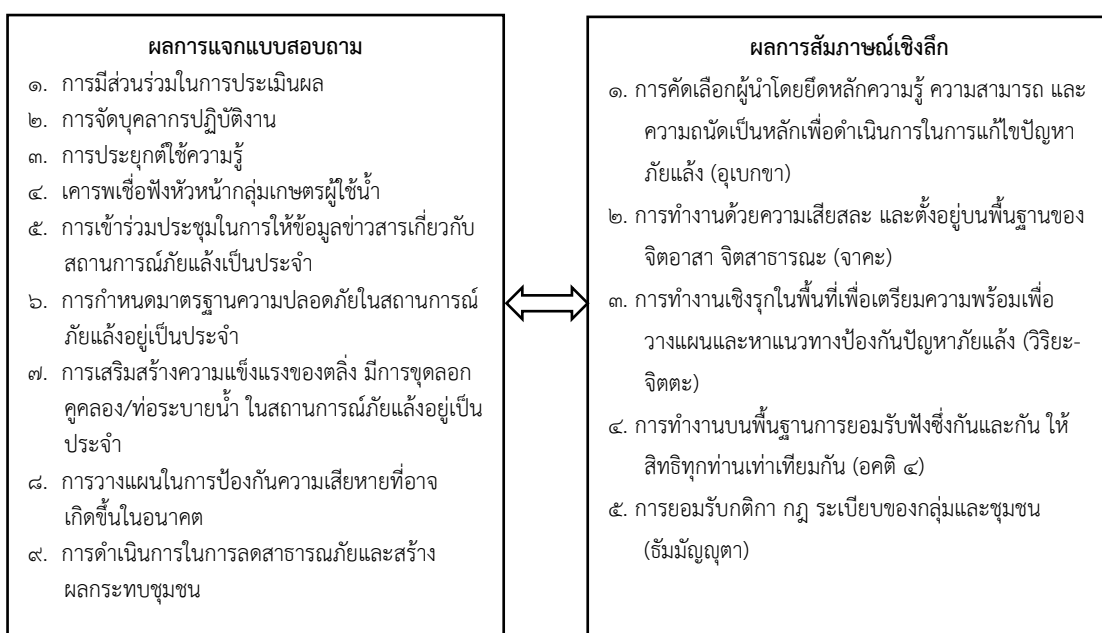 ผลการแจกแบบสอบถาม
๑. การมีส่วนร่วมในการประเมินผล
๒. การจัดบุคลากรปฏิบัติงาน
๓. การประยุกต์ใช้ความรู้
๔. เคารพเชื่อฟังหัวหน้ากลุ่มเกษตรผู้ใช้น้ำ
๕. การเข้าร่วมประชุมในการให้ข้อมูลข่าวสารเกี่ยวกับ
สถานการณ์ภัยแล้งเป็นประจำ
๖. การกำหนดมาตรฐานความปลอดภัยในสถานการณ์
ภัยแล้งอยู่เป็นประจำ
๗. การเสริมสร้างความแข็งแรงของตลิ่ง มีการขุดลอก
คูคลอง/ท่อระบายน้ำ ในสถานการณ์ภัยแล้งอยู่เป็น
ประจำ
๘. การวางแผนในการป้องกันความเสียหายที่อาจ
เกิดขึ้นในอนาคต
๙. การดำเนินการในการลดสาธารณภัยและสร้าง
ผลกระทบชุมชน
ผลการสัมภาษณ์เชิงลึก
๑. การคัดเลือกผู้นำโดยยึดหลักความรู้ ความสามารถ และ
ความถนัดเป็นหลักเพื่อดำเนินการในการแก้ไขปัญหา
ภัยแล้ง (อุเบกขา)
๒. การทำงานด้วยความเสียสละ และตั้งอยู่บนพื้นฐานของ
จิตอาสา จิตสาธารณะ (จาคะ)
๓. การทำงานเชิงรุกในพื้นที่เพื่อเตรียมความพร้อมเพื่อ
วางแผนและหาแนวทางป้องกันปัญหาภัยแล้ง (วิริยะ-
จิตตะ)
๔. การทำงานบนพื้นฐานการยอมรับฟังซึ่งกันและกัน ให้
สิทธิทุกท่านเท่าเทียมกัน (อคติ ๔)
๕. การยอมรับกติกา กฎ ระเบียบของกลุ่มและชุมชน
(ธัมมัญญุตา)